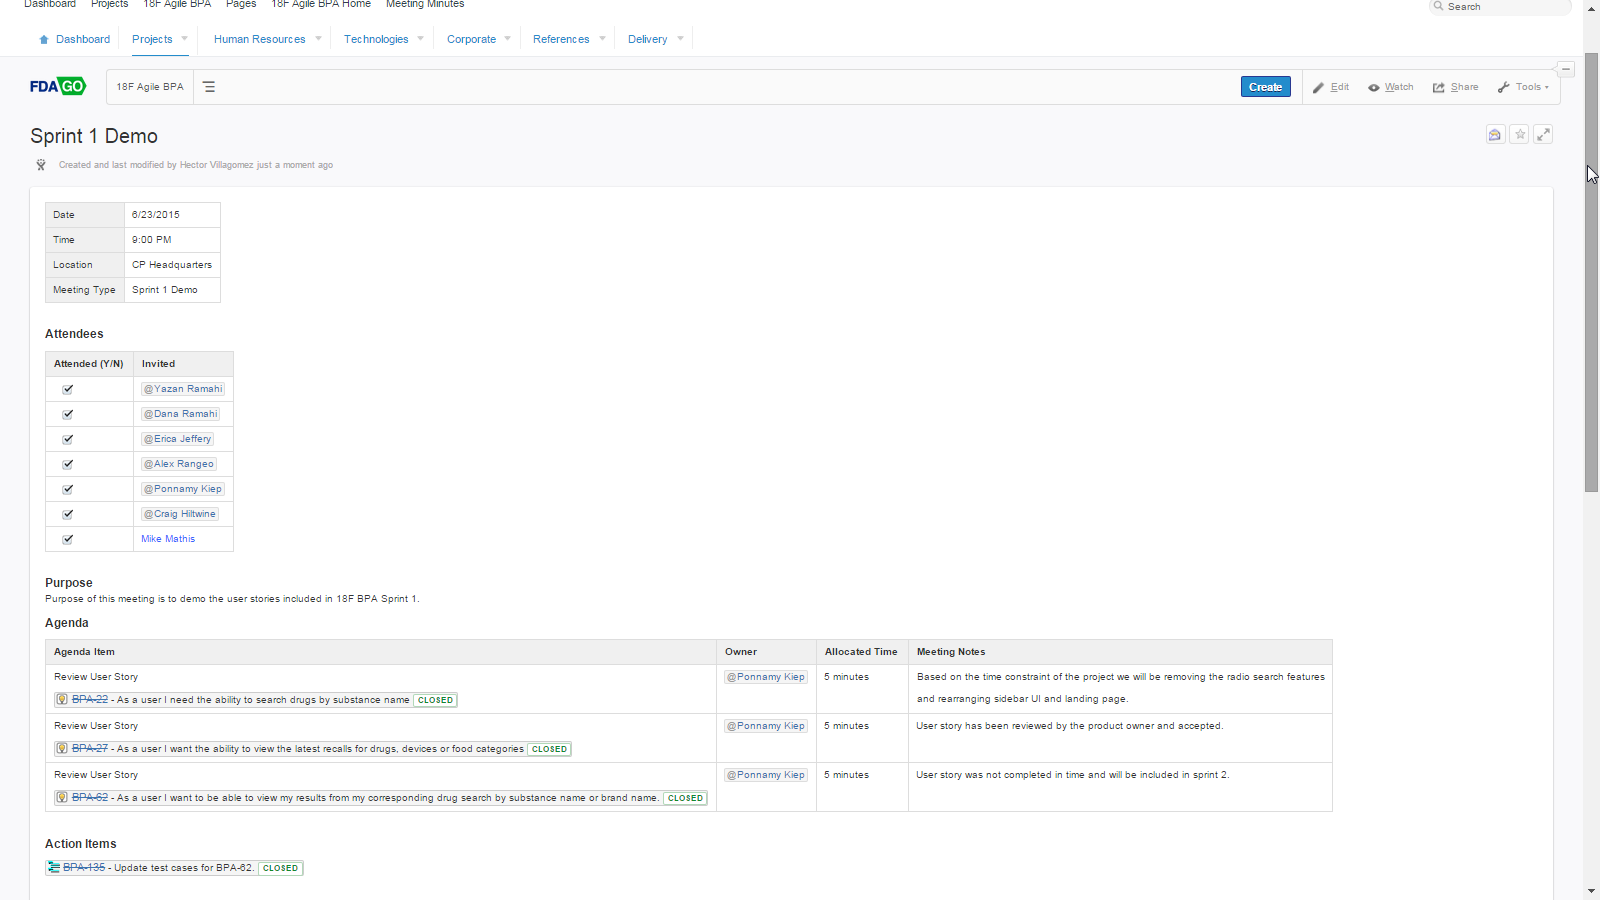 Dashboard Projects 18F Agile BPA Pages 18F Agile BPA Home Meeting Minutes
Search
Dashboard Projects Human Resources Technologies Corporate References Delivery
FDA GO 18F Agile BPA Create Edit Watch Share Tools
Sprint 1 Demo
Created and last modified by Hector Villagomez just a moment ago
Date 6/23/2015
Time 9:00 PM
Location CP Headquarters
Meeting Type Sprint 1 Demo
Attendees
Attended (Y/N) Invited
@Yazan Ramahi
@Dana Ramahi
@Erica Jeffery
@Alex Rangeo
@Ponnamy Kiep
@Craig Hiltwine
Mike Mathis
Purpose
Purpose of this meeting is to demo the user stories included in 18F BPA Sprint 1.
Agenda
Agenda Item Owner Allocated Time Meeting Notes
Review User Story @Ponnamy Kiep 5 minutes Based on the time constraint of the project we will be removing the radio search features
BPA-22 - As a user I need the ability to search drugs by substance name CLOSED and rearranging sidebar UI and landing page.
Review User Story @Ponnamy Kiep 5 minutes User story has been reviewed by the product owner and accepted.
BPA-27 - As a user I want the ability to view the latest recalls for drugs, devices or food categories CLOSED
Review User Story @Ponnamy Kiep 5 minutes User story was not completed in time and will be included in sprint 2.
BPA-62 - As a user I want to be able to view my results from my corresponding drug search by substance name or brand name. CLOSED
Action Items
BPA-135 - Update test cases for BPA-62. CLOSED